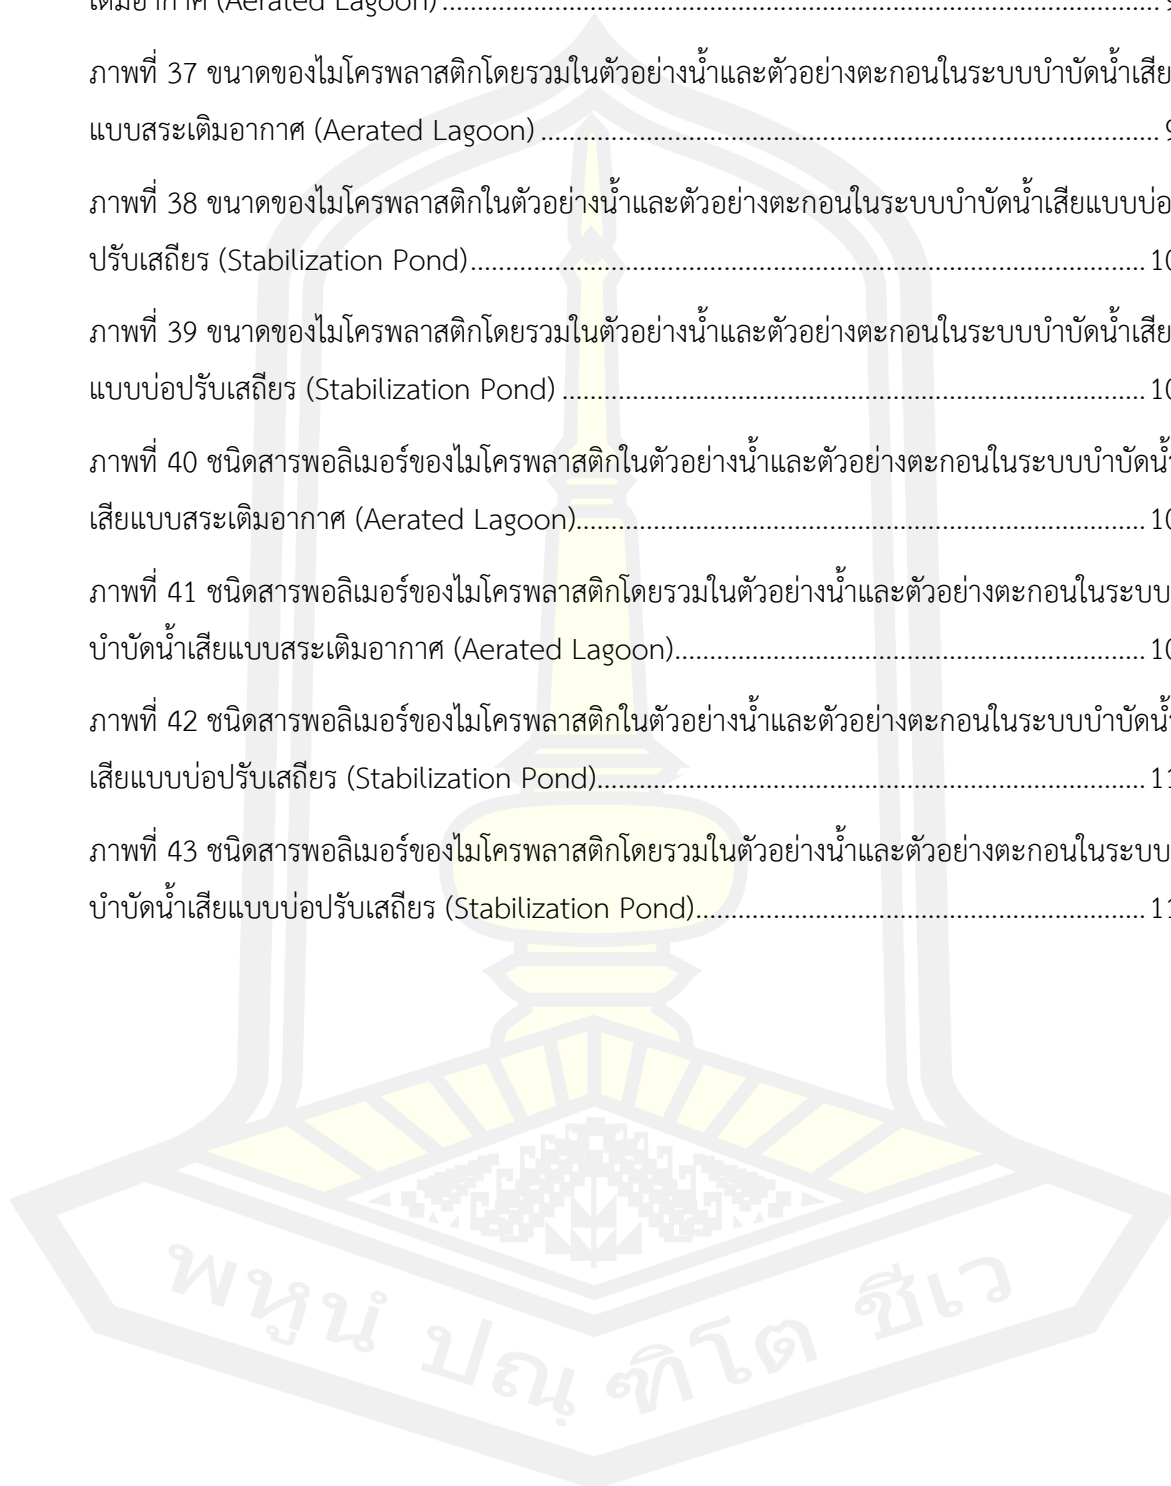 เติมอากาศ (Aerated Lagoon)
ภาพที่ 37 ขนาดของไมโครพลาสติกโดยรวมในตัวอย่างน้ำและตัวอย่างตะกอนในระบบบำบัดน้ำเสีย
แบบสระเติมอากาศ (Aerated Lagoon) ........ 9
ภาพที่ 38 ขนาดของไมโครพลาสติกในตัวอย่างน้ำและตัวอย่างตะกอนในระบบบำบัดน้ำเสียแบบบ่อ
ปรับเสถียร (Stabilization Pond) ........ 10
ภาพที่ 39 ขนาดของไมโครพลาสติกโดยรวมในตัวอย่างน้ำและตัวอย่างตะกอนในระบบบำบัดน้ำเสีย
แบบบ่อปรับเสถียร (Stabilization Pond) ........ 10
ภาพที่ 40 ชนิดสารพอลิเมอร์ของไมโครพลาสติกในตัวอย่างน้ำและตัวอย่างตะกอนในระบบบำบัดน้ำ
เสียแบบสระเติมอากาศ (Aerated Lagoon) ........ 10
ภาพที่ 41 ชนิดสารพอลิเมอร์ของไมโครพลาสติกโดยรวมในตัวอย่างน้ำและตัวอย่างตะกอนในระบบ
บำบัดน้ำเสียแบบสระเติมอากาศ (Aerated Lagoon) ........ 10
ภาพที่ 42 ชนิดสารพอลิเมอร์ของไมโครพลาสติกในตัวอย่างน้ำและตัวอย่างตะกอนในระบบบำบัดน้ำ
เสียแบบบ่อปรับเสถียร (Stabilization Pond) ........ 11
ภาพที่ 43 ชนิดสารพอลิเมอร์ของไมโครพลาสติกโดยรวมในตัวอย่างน้ำและตัวอย่างตะกอนในระบบ
บำบัดน้ำเสียแบบบ่อปรับเสถียร (Stabilization Pond) ........ 11
พหูนํ ปณฺฑิโต ชีเว